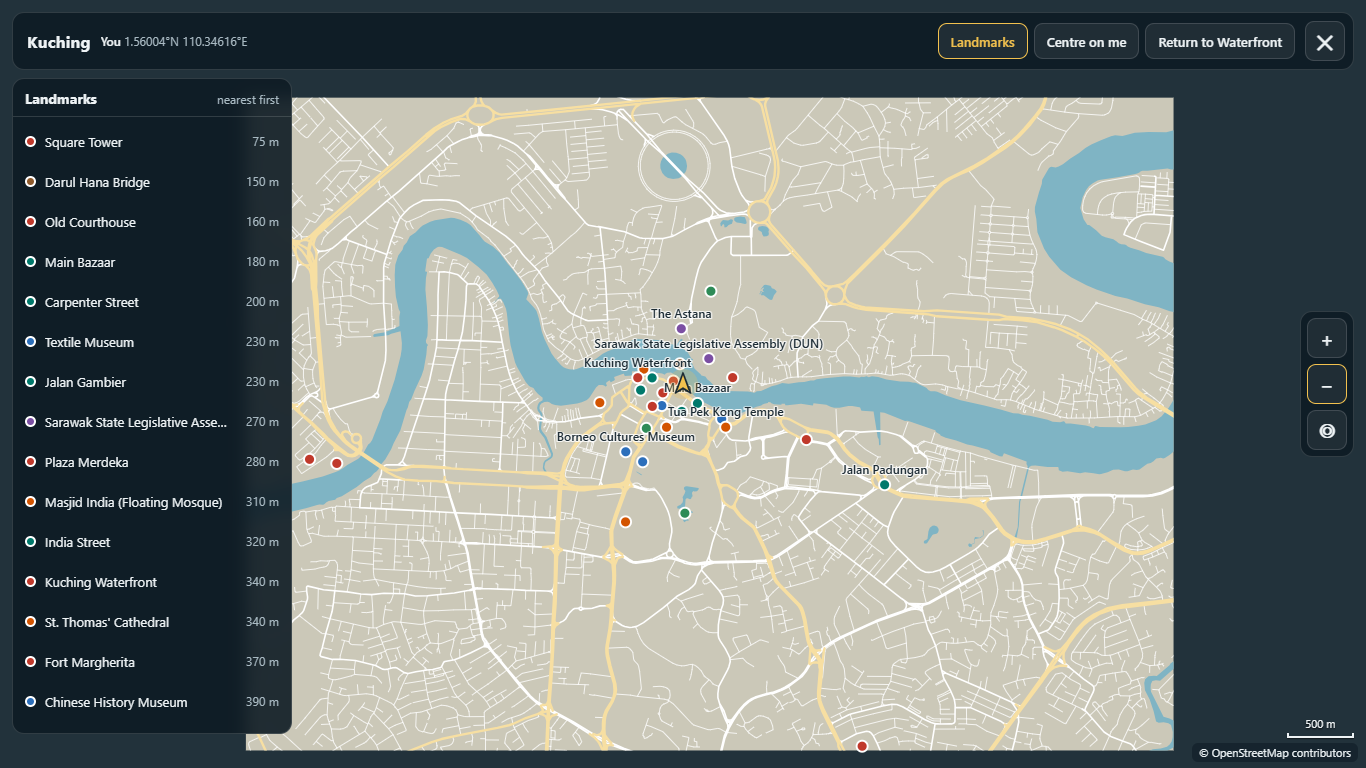 Kuching You 1.56004°N 110.34616°E
Landmarks
Centre on me
Return to Waterfront
Landmarks nearest first
Square Tower 75 m
Darul Hana Bridge 150 m
Old Courthouse 160 m
Main Bazaar 180 m
Carpenter Street 200 m
Textile Museum 230 m
Jalan Gambier 230 m
Sarawak State Legislative Asse... 270 m
Plaza Merdeka 280 m
Masjid India (Floating Mosque) 310 m
India Street 320 m
Kuching Waterfront 340 m
St. Thomas' Cathedral 340 m
Fort Margherita 370 m
Chinese History Museum 390 m
The Astana
Sarawak State Legislative Assembly (DUN)
Kuching Waterfront
Bazaar
Tua Pek Kong Temple
Borneo Cultures Museum
Jalan Padungan
+
−
500 m
© OpenStreetMap contributors